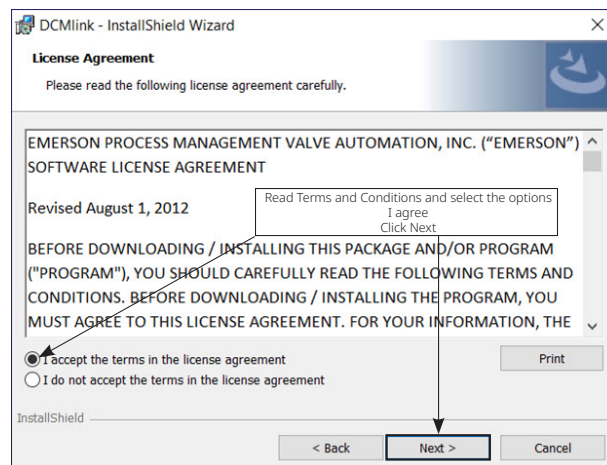 DCMlink - InstallShield Wizard
License Agreement
Please read the following license agreement carefully.
EMERSON PROCESS MANAGEMENT VALVE AUTOMATION, INC. (“EMERSON”)
SOFTWARE LICENSE AGREEMENT
Revised August 1, 2012
Read Terms and Conditions and select the options
I agree
Click Next
BEFORE DOWNLOADING / INSTALLING THIS PACKAGE AND/OR PROGRAM
("PROGRAM"), YOU SHOULD CAREFULLY READ THE FOLLOWING TERMS AND
CONDITIONS. BEFORE DOWNLOADING / INSTALLING THE PROGRAM, YOU
MUST AGREE TO THIS LICENSE AGREEMENT. FOR YOUR INFORMATION, THE
I accept the terms in the license agreement
Print
I do not accept the terms in the license agreement
InstallShield
< Back
Next >
Cancel